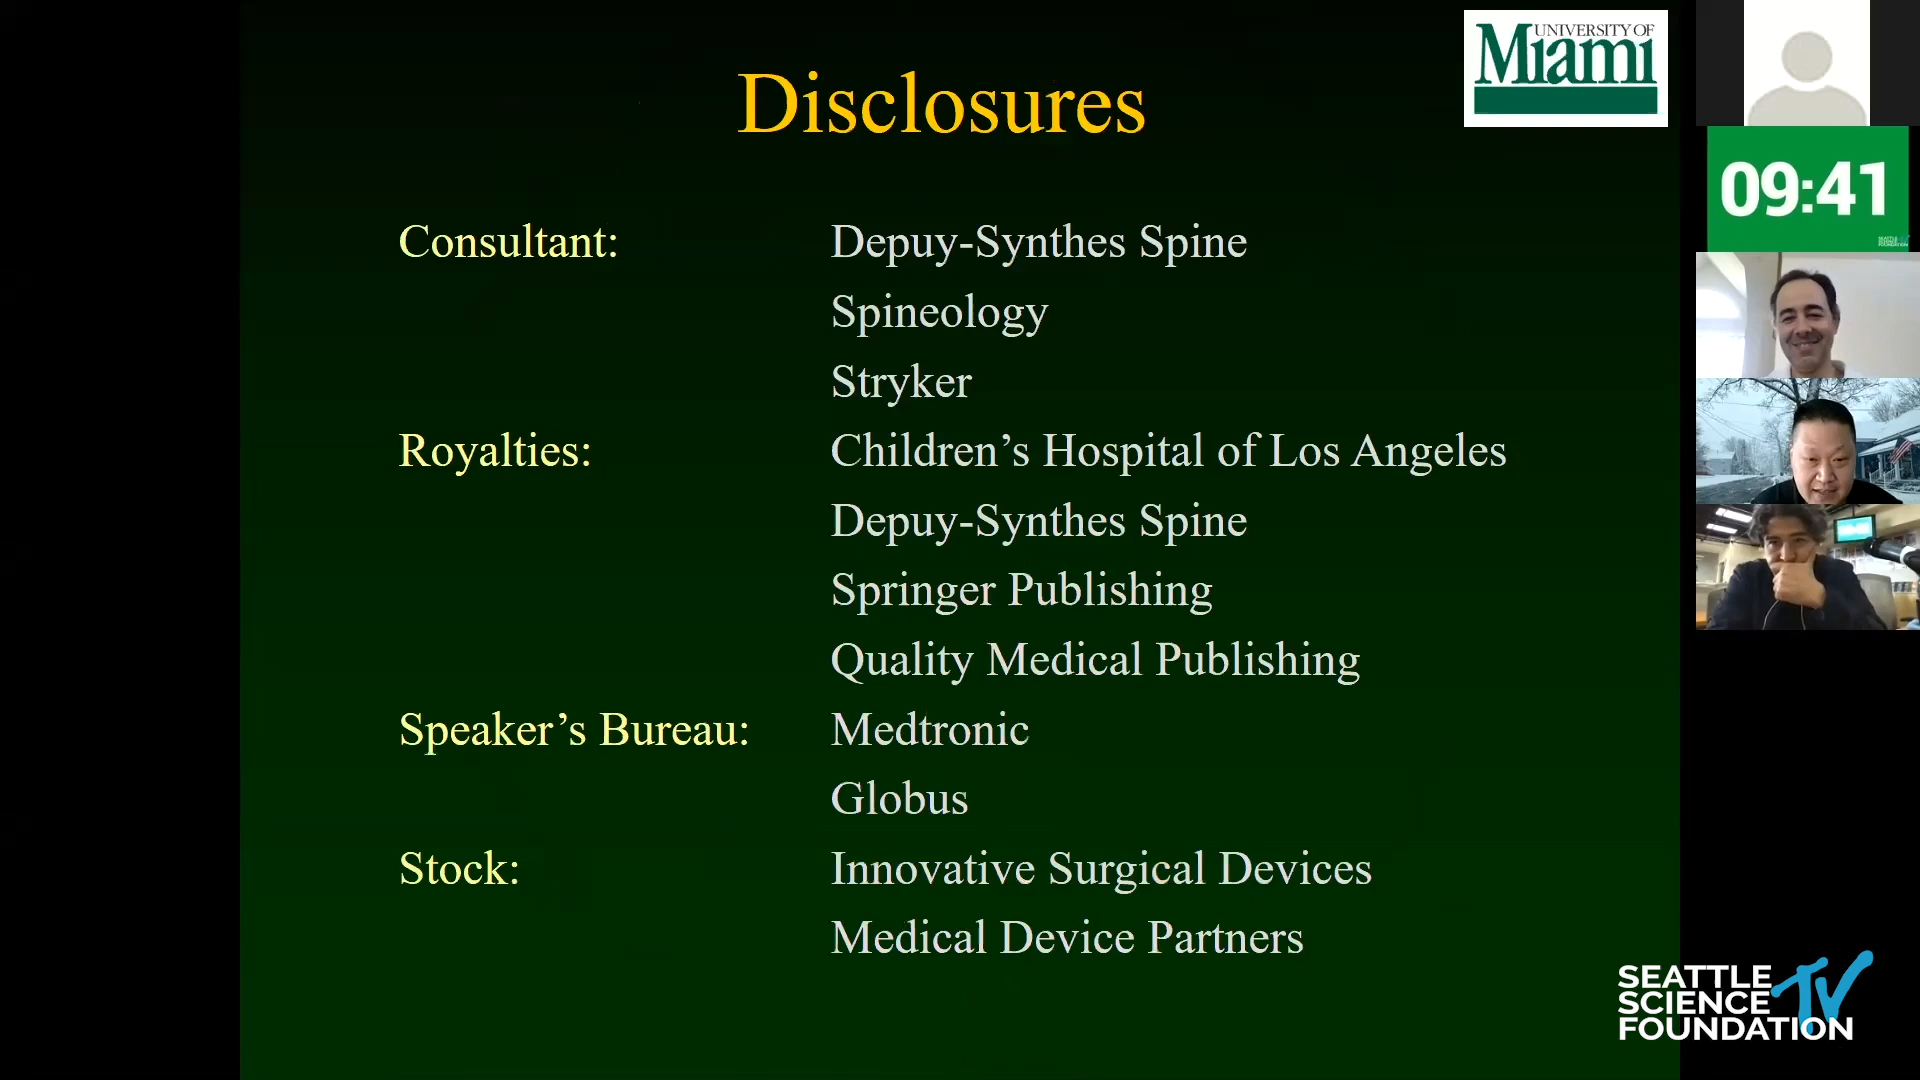 Disclosures
UNIVERSITY OF
Miami
09:41
Consultant: Depuy-Synthes Spine
Spineology
Stryker
Royalties: Children’s Hospital of Los Angeles
Depuy-Synthes Spine
Springer Publishing
Quality Medical Publishing
Speaker’s Bureau: Medtronic
Globus
Stock: Innovative Surgical Devices
Medical Device Partners
SEATTLE
SCIENCE TV
FOUNDATION